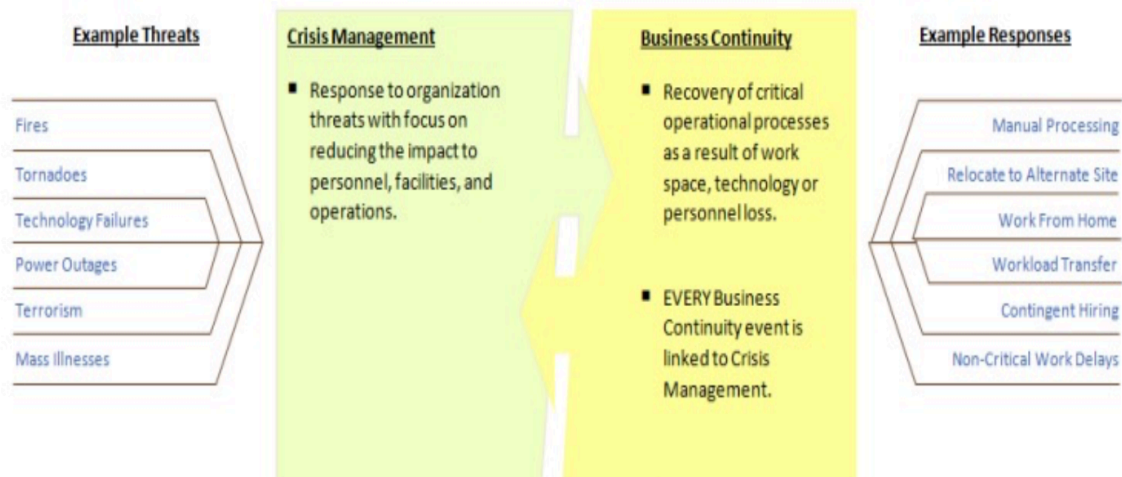 Example Threats
Fires
Tornadoes
Technology Failures
Power Outages
Terrorism
Mass Illnesses
Crisis Management
▪ Response to organization
threats with focus on
reducing the impact to
personnel, facilities, and
operations.
Business Continuity
▪ Recovery of critical
operational processes
as a result of work
space, technology or
personnel loss.
▪ EVERY Business
Continuity event is
linked to Crisis
Management.
Example Responses
Manual Processing
Relocate to Alternate Site
Work From Home
Workload Transfer
Contingent Hiring
Non-Critical Work Delays